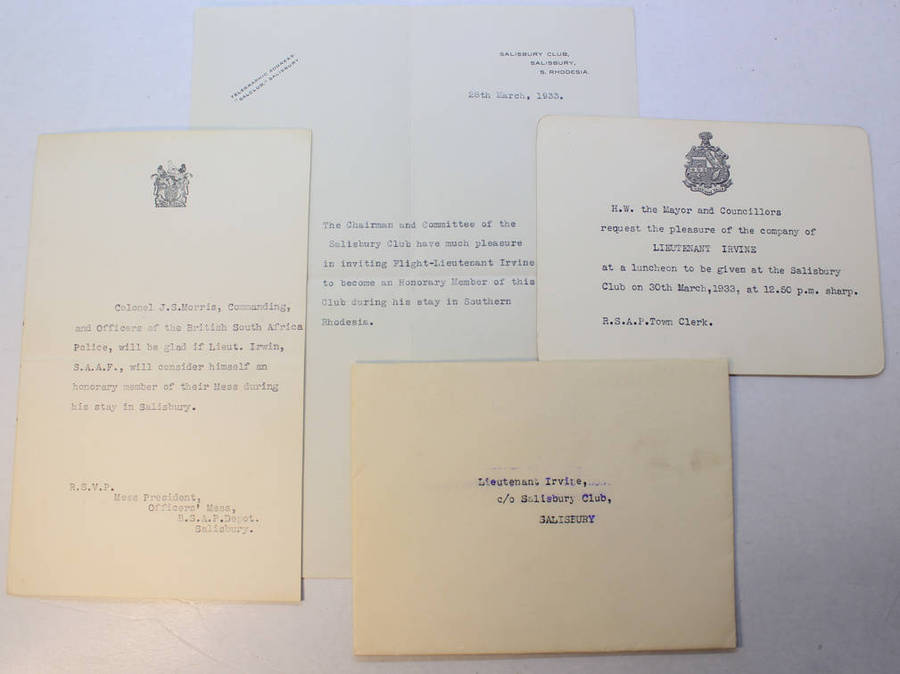 TELEGRAPHIC ADDRESS,
"SALCLUB," SALISBURY
SALISBURY CLUB,
SALISBURY,
S. RHODESIA.
28th March, 1933.
The Chairman and Committee of the
Salisbury Club have much pleasure
in inviting Flight-Lieutenant Irvine
to become an Honorary Member of this
Club during his stay in Southern
Rhodesia.
Colonel J.S.Morris, Commanding,
and Officers of the British South Africa
Police, will be glad if Lieut. Irwin,
S.A.A.F., will consider himself an
honorary member of their Mess during
his stay in Salisbury.
R.S.V.P.
Mess President,
Officers' Mess,
B.S.A.P.Depot.
Salisbury.
H.W. the Mayor and Councillors
request the pleasure of the company of
LIEUTENANT IRVINE
at a luncheon to be given at the Salisbury
Club on 30th March,1933, at 12.50 p.m. sharp.
R.S.A.P.Town Clerk.
Lieutenant Irvine,
c/o Salisbury Club,
SALISBURY